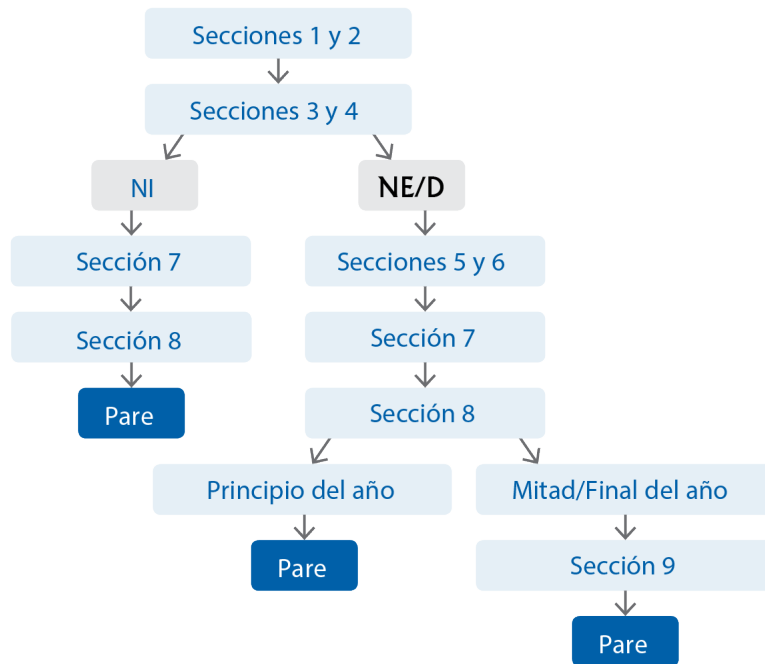 Secciones 1 y 2
Secciones 3 y 4
NI
NE/D
Sección 7
Secciones 5 y 6
Sección 8
Sección 7
Pare
Sección 8
Principio del año
Mitad/Final del año
Pare
Sección 9
Pare